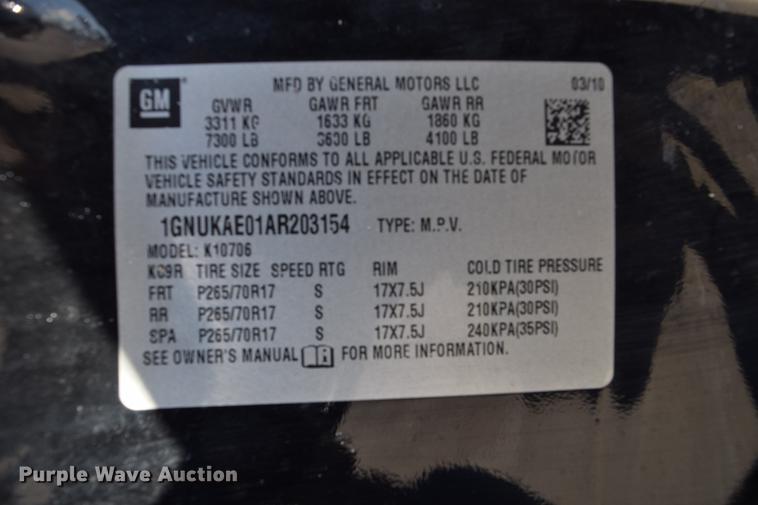 GM
MFD BY GENERAL MOTORS LLC 03/10
GVWR GAWR FRT GAWR RR
3311 KG 1633 KG 1860 KG
7300 LB 3600 LB 4100 LB
THIS VEHICLE CONFORMS TO ALL APPLICABLE U.S. FEDERAL MOTOR
VEHICLE SAFETY STANDARDS IN EFFECT ON THE DATE OF
MANUFACTURE SHOWN ABOVE.
1GNUKAE01AR203154 TYPE: M.P.V.
MODEL: K10706
KC9R TIRE SIZE SPEED RTG RIM COLD TIRE PRESSURE
FRT P265/70R17 S 17X7.5J 210KPA(30PSI)
RR P265/70R17 S 17X7.5J 210KPA(30PSI)
SPA P265/70R17 S 17X7.5J 240KPA(35PSI)
SEE OWNER'S MANUAL FOR MORE INFORMATION.
Purple Wave Auction